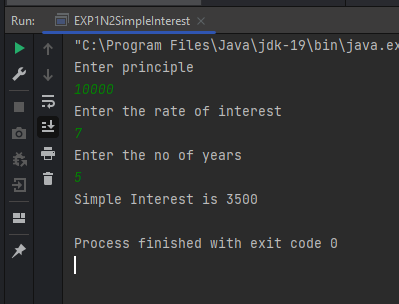 Run: EXP1N2SimpleInterest
"C:\Program Files\Java\jdk-19\bin\java.ex
Enter principle
10000
Enter the rate of interest
7
Enter the no of years
5
Simple Interest is 3500
Process finished with exit code 0